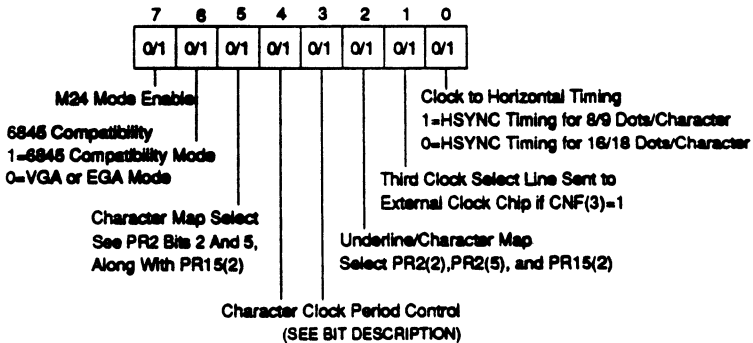 7 6 5 4 3 2 1 0
0/1 0/1 0/1 0/1 0/1 0/1 0/1 0/1
M24 Mode Enable
6845 Compatibility
1=6845 Compatibility Mode
0=VGA or EGA Mode
Clock to Horizontal Timing
1=HSYNC Timing for 8/9 Dots/Character
0=HSYNC Timing for 16/18 Dots/Character
Third Clock Select Line Sent to
External Clock Chip if CNF(3)=1
Character Map Select
See PR2 Bits 2 And 5,
Along With PR15(2)
Underline/Character Map
Select PR2(2),PR2(5), and PR15(2)
Character Clock Period Control
(SEE BIT DESCRIPTION)